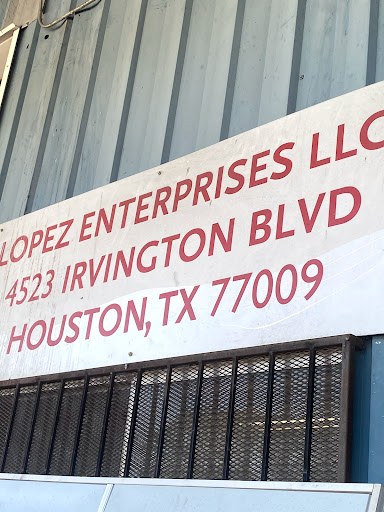 LOPEZ ENTERPRISES LLC
4523 IRVINGTON BLVD
HOUSTON, TX 77009